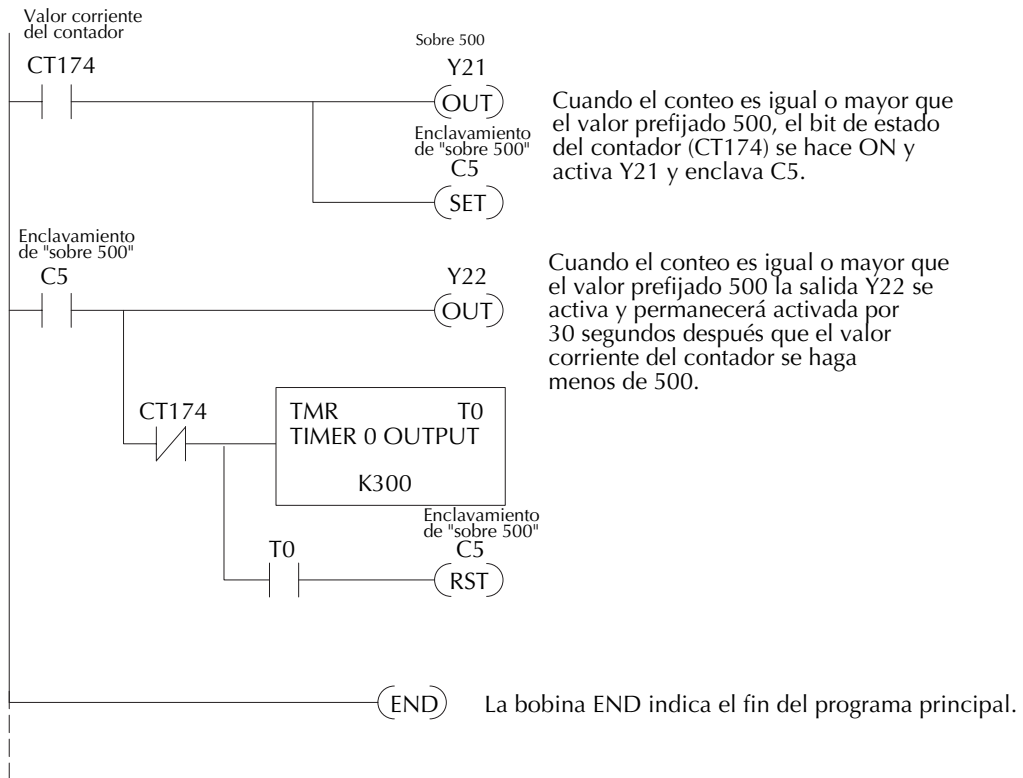 Valor corriente
del contador
CT174
Sobre 500
Y21
OUT
Enclavamiento
de "sobre 500"
C5
SET
Cuando el conteo es igual o mayor que
el valor prefijado 500, el bit de estado
del contador (CT174) se hace ON y
activa Y21 y enclava C5.
Enclavamiento
de "sobre 500"
C5
Y22
OUT
Cuando el conteo es igual o mayor que
el valor prefijado 500 la salida Y22 se
activa y permanecerá activada por
30 segundos después que el valor
corriente del contador se haga
menos de 500.
CT174
TMR T0
TIMER 0 OUTPUT
K300
Enclavamiento
de "sobre 500"
T0
C5
RST
END
La bobina END indica el fin del programa principal.